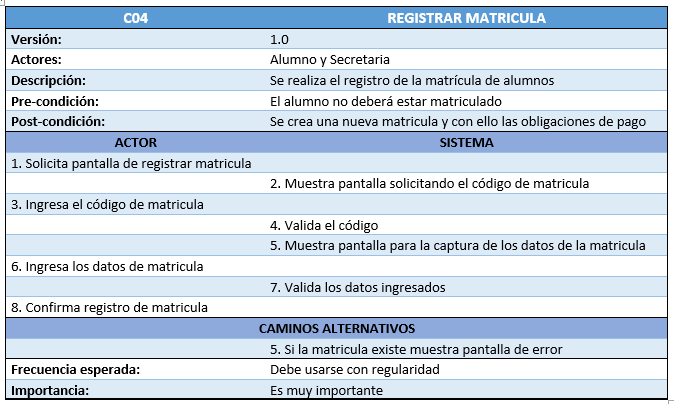 C04 REGISTRAR MATRICULA
Versión: 1.0
Actores: Alumno y Secretaria
Descripción: Se realiza el registro de la matrícula de alumnos
Pre-condición: El alumno no deberá estar matriculado
Post-condición: Se crea una nueva matricula y con ello las obligaciones de pago
ACTOR SISTEMA
1. Solicita pantalla de registrar matricula
2. Muestra pantalla solicitando el código de matricula
3. Ingresa el código de matricula
4. Valida el código
5. Muestra pantalla para la captura de los datos de la matricula
6. Ingresa los datos de matricula
7. Valida los datos ingresados
8. Confirma registro de matricula
CAMINOS ALTERNATIVOS
5. Si la matricula existe muestra pantalla de error
Frecuencia esperada: Debe usarse con regularidad
Importancia: Es muy importante